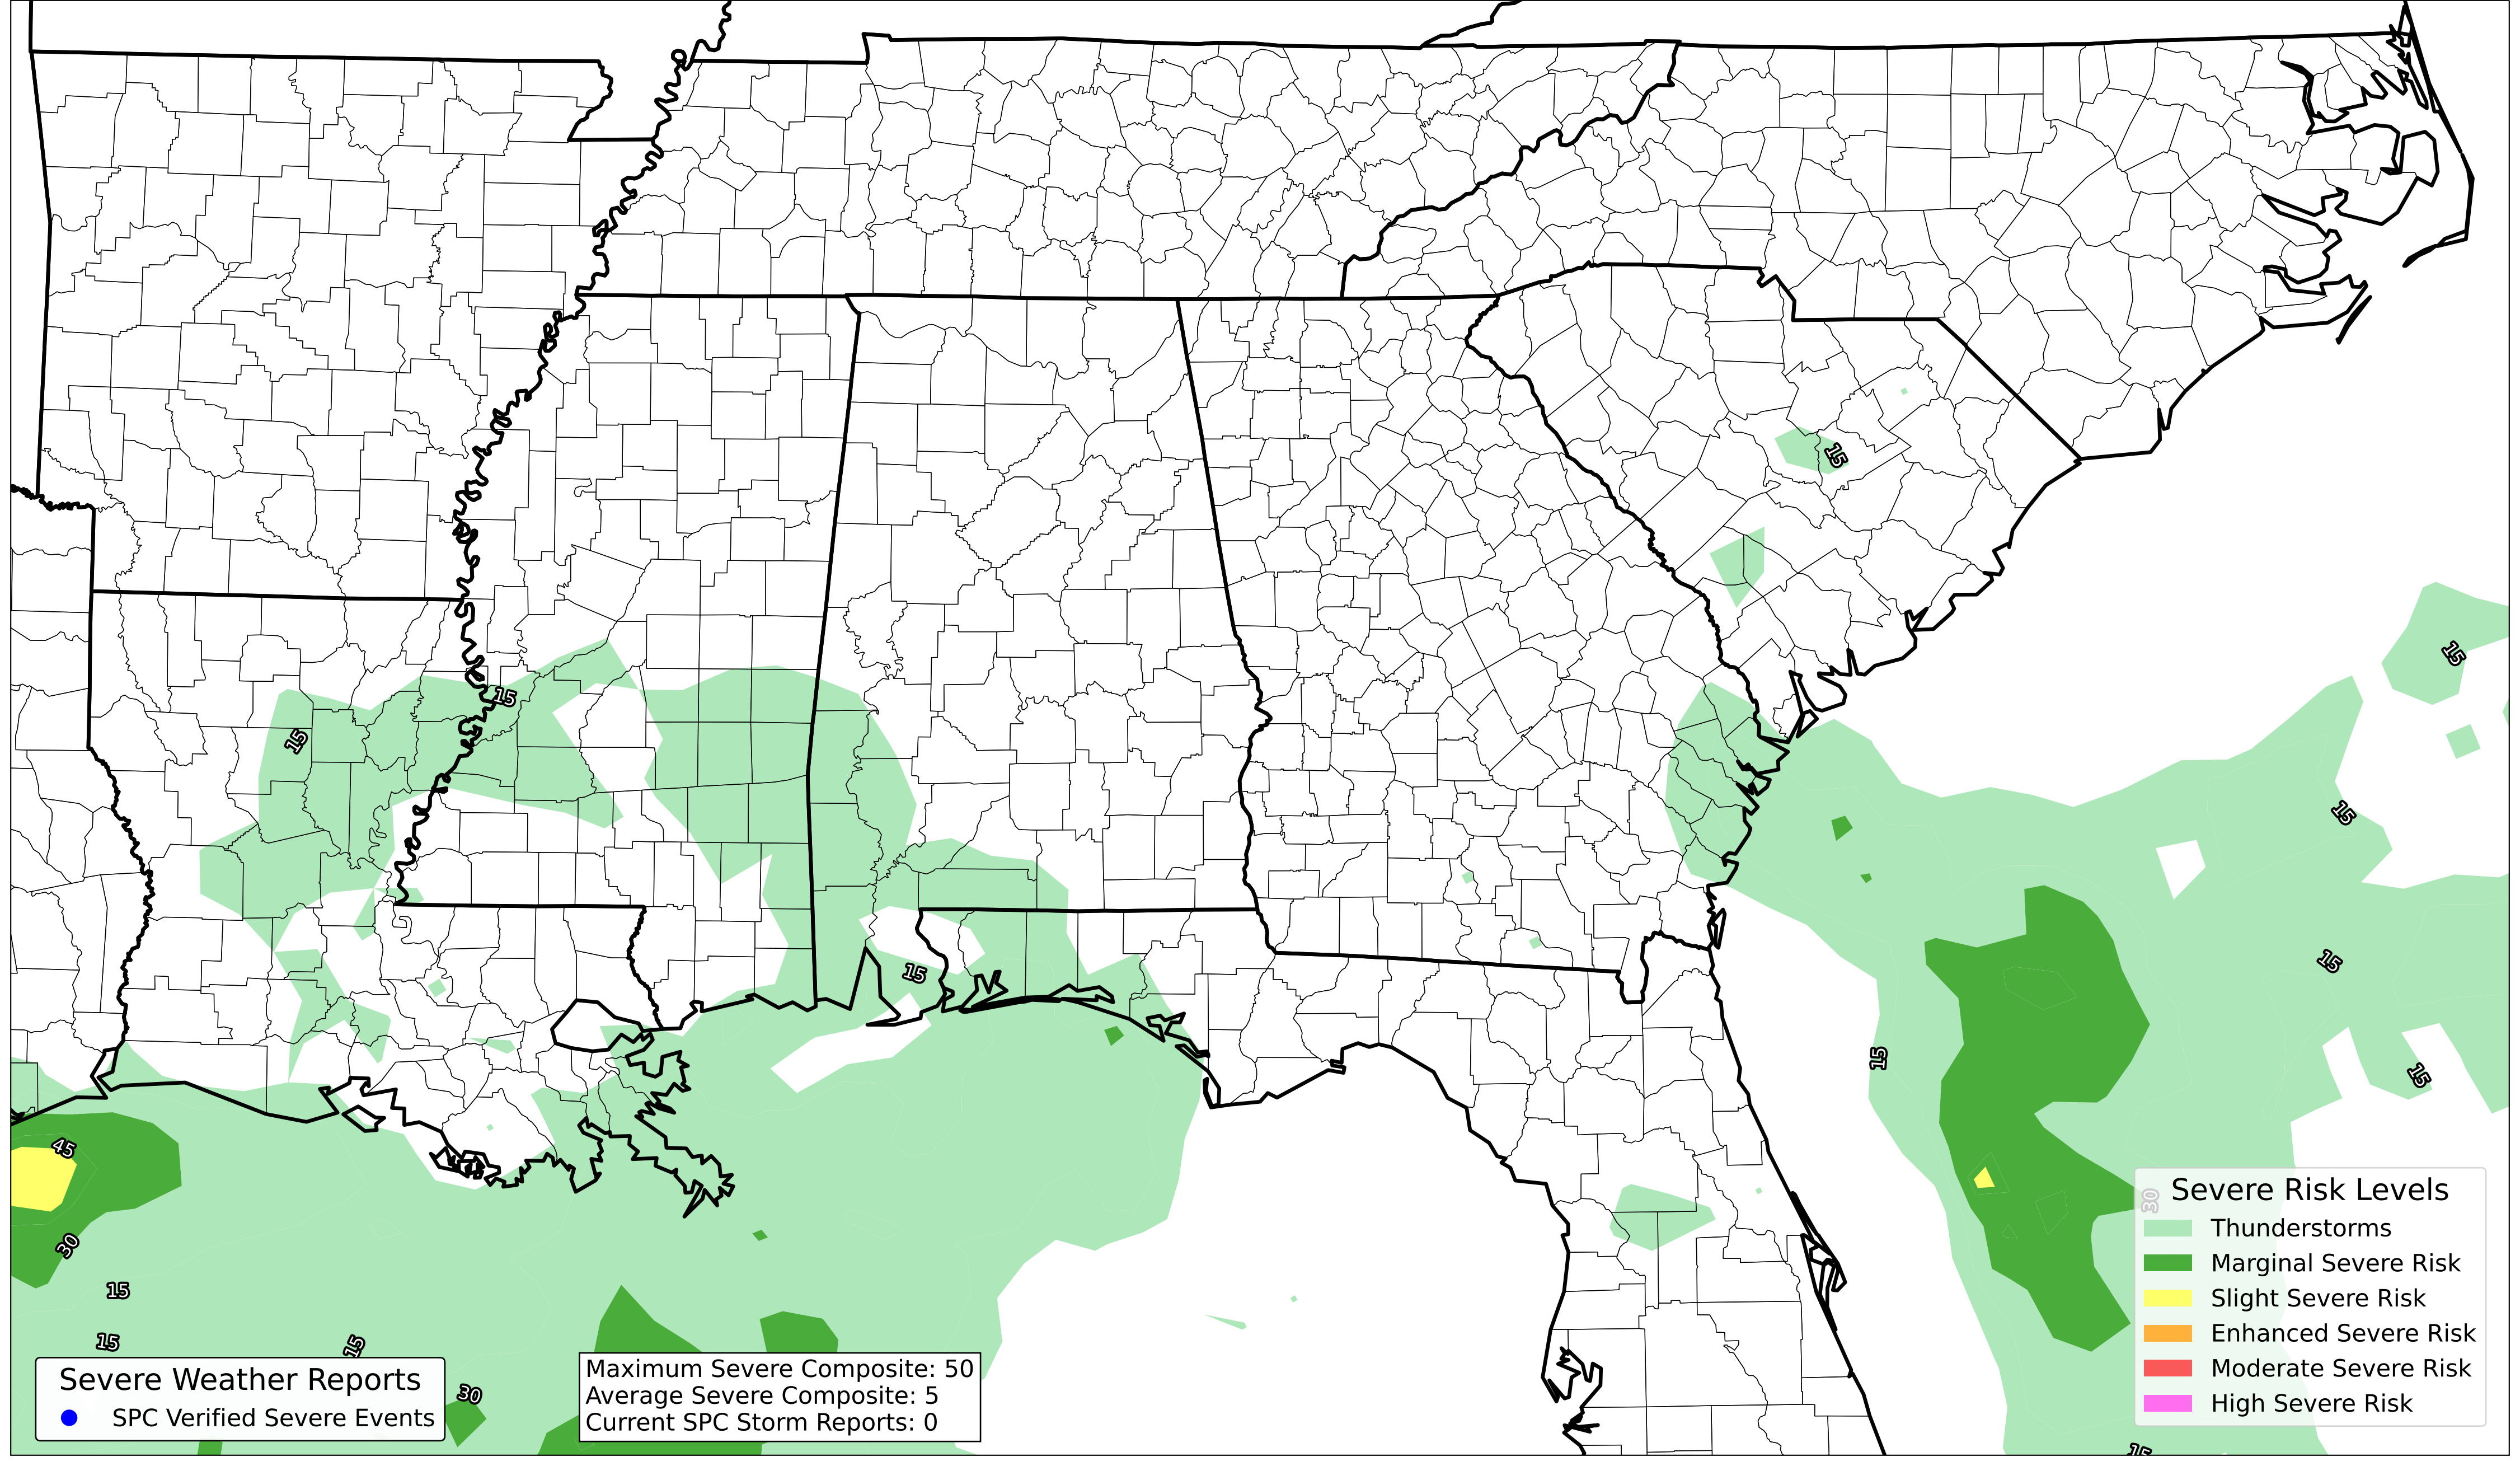 15
15
15
15
15
15
15
15
15
45
30
15
15
15
30
30
15
Severe Risk Levels
Thunderstorms
Marginal Severe Risk
Slight Severe Risk
Enhanced Severe Risk
Moderate Severe Risk
High Severe Risk
Severe Weather Reports
SPC Verified Severe Events
Maximum Severe Composite: 50
Average Severe Composite: 5
Current SPC Storm Reports: 0